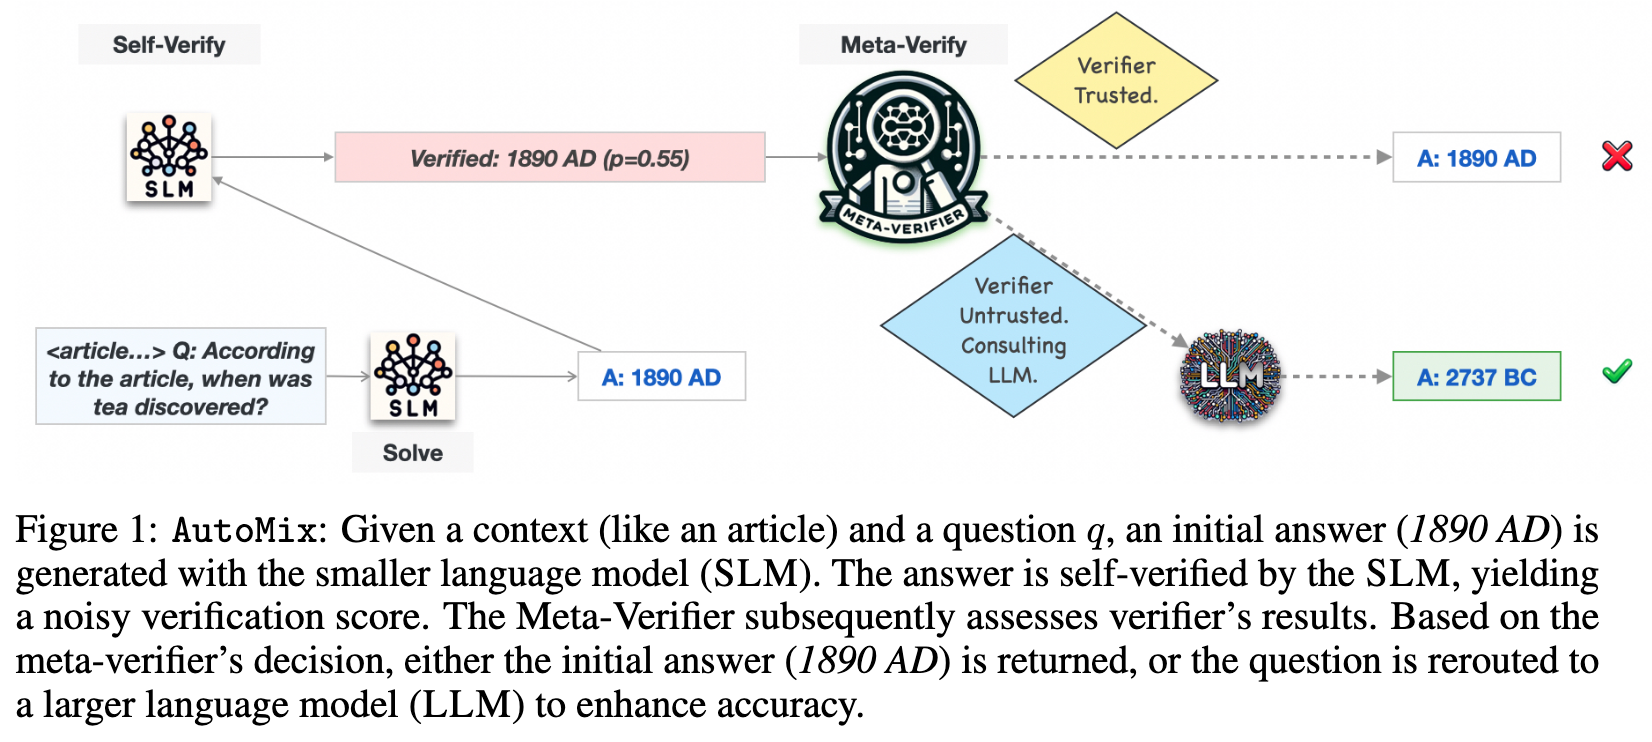 Self-Verify
Meta-Verify
Verifier
Trusted.
SLM
Verified: 1890 AD (p=0.55)
META-VERIFIER
A: 1890 AD
Verifier
Untrusted.
Consulting
LLM.
<article...> Q: According
to the article, when was
tea discovered?
SLM
A: 1890 AD
LLM
A: 2737 BC
Solve
Figure 1: AutoMix: Given a context (like an article) and a question q, an initial answer (1890 AD) is
generated with the smaller language model (SLM). The answer is self-verified by the SLM, yielding
a noisy verification score. The Meta-Verifier subsequently assesses verifier’s results. Based on the
meta-verifier’s decision, either the initial answer (1890 AD) is returned, or the question is rerouted to
a larger language model (LLM) to enhance accuracy.